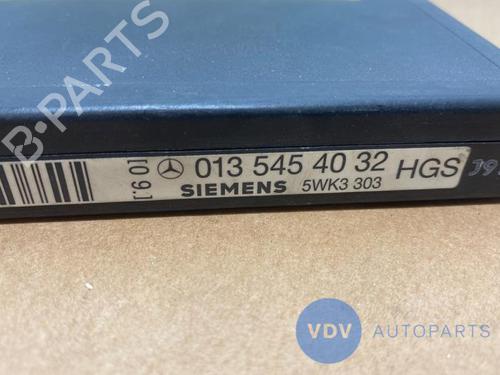 B-PARTS
[0 9.]
013 545 40 32 HGS
SIEMENS 5WK3 303
VDV AUTOPARTS